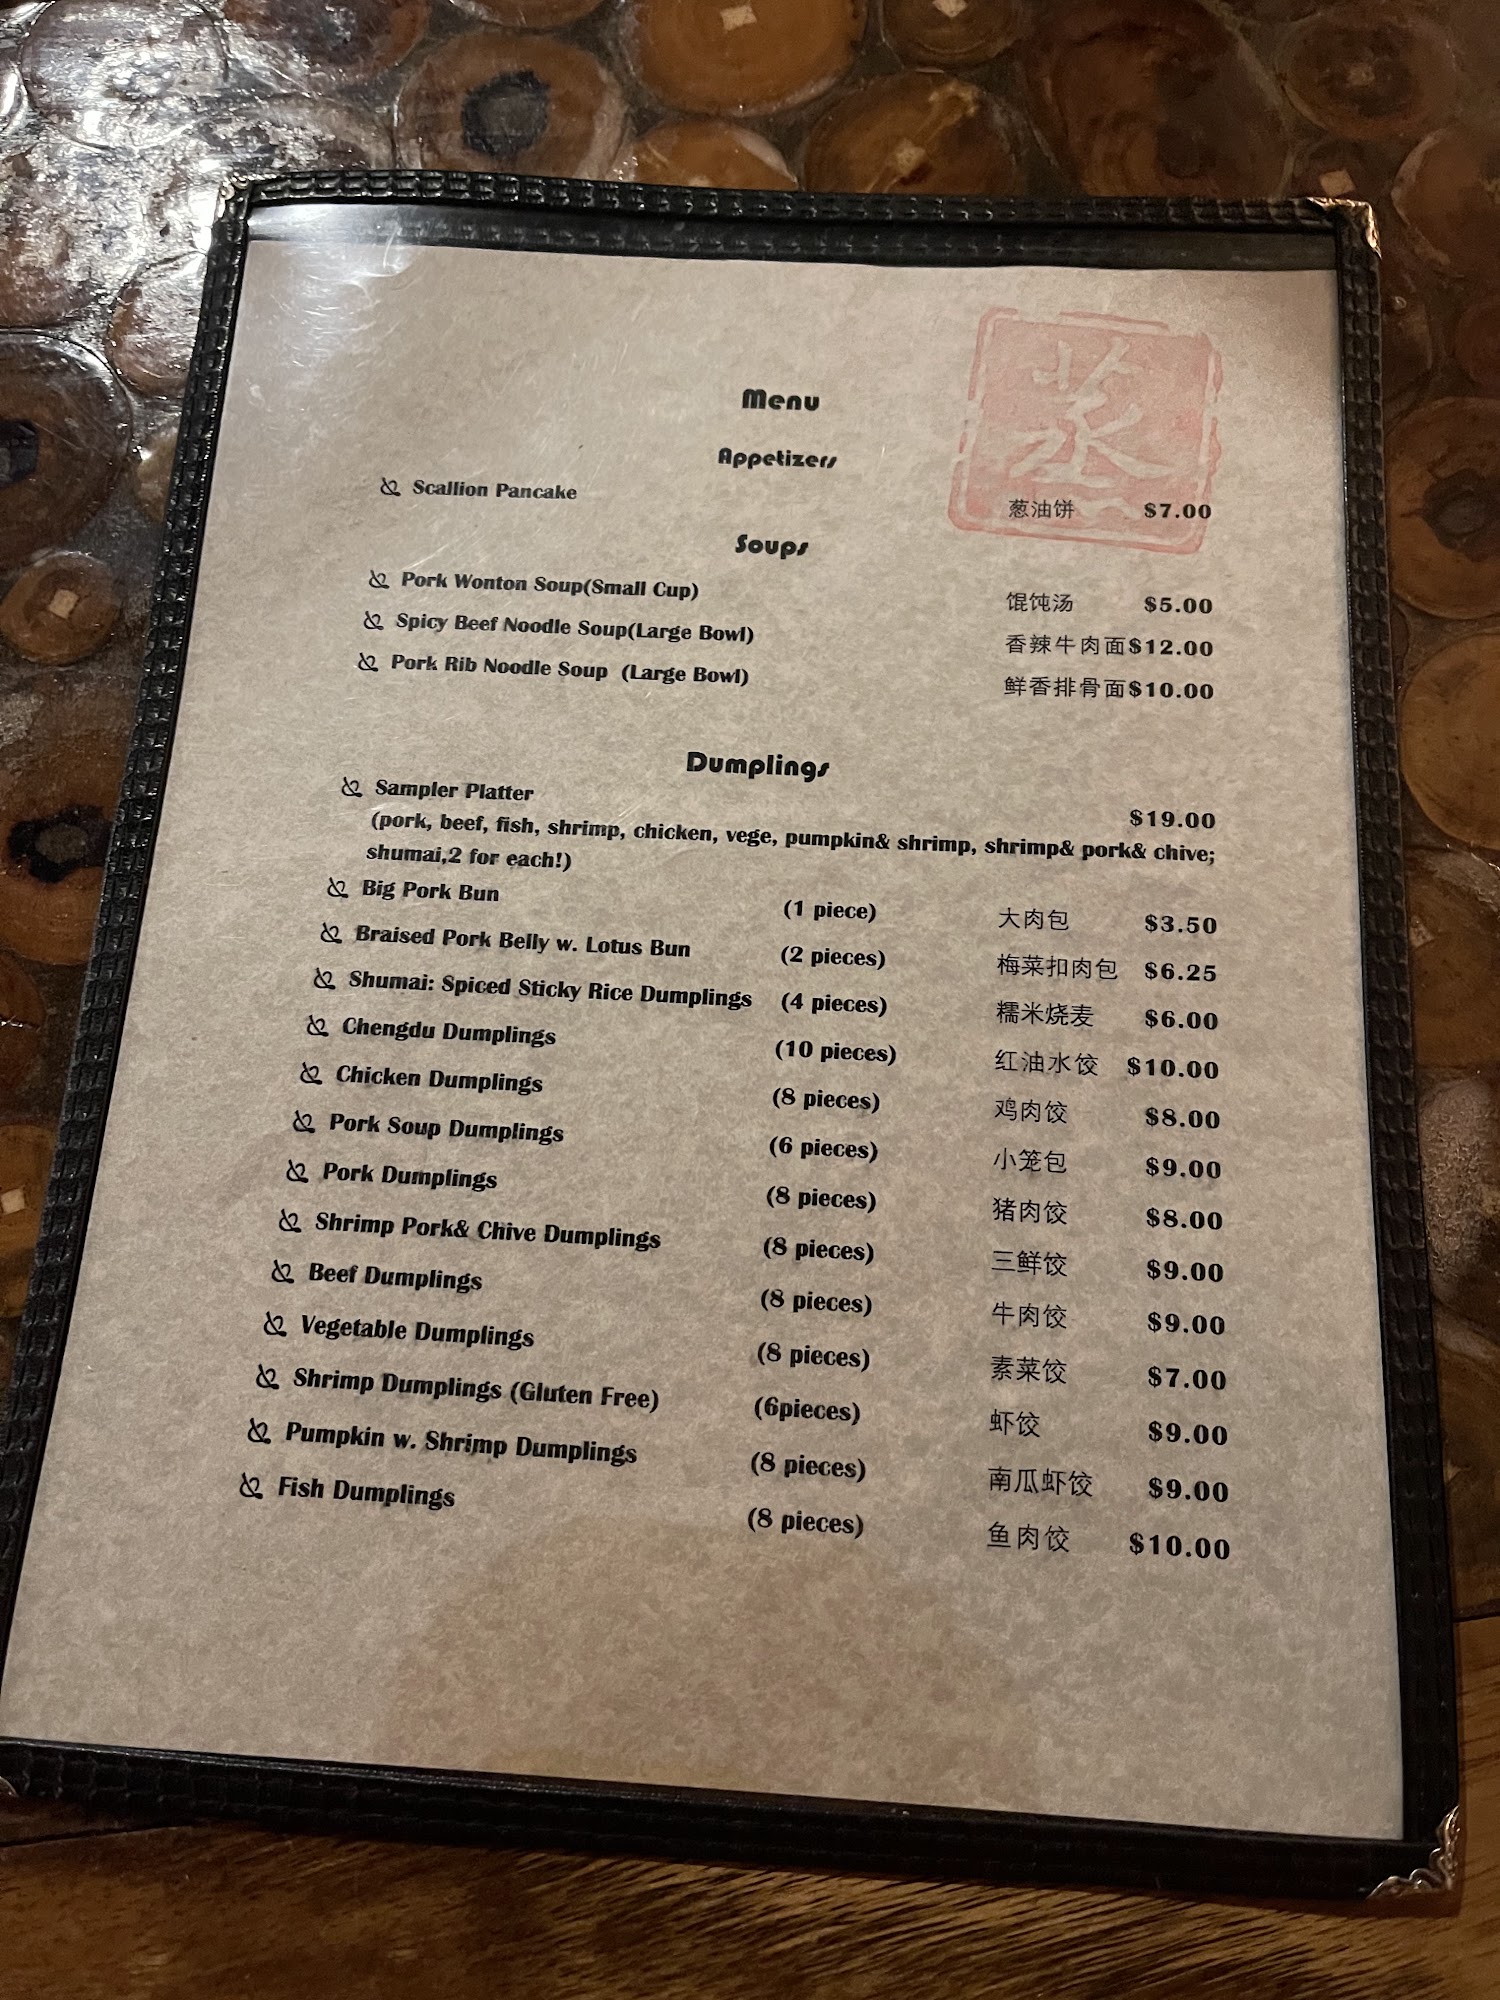 蒸
Menu
Appetizers
Scallion Pancake 葱油饼 $7.00
Soups
Pork Wonton Soup(Small Cup) 馄饨汤 $5.00
Spicy Beef Noodle Soup(Large Bowl) 香辣牛肉面 $12.00
Pork Rib Noodle Soup (Large Bowl) 鲜香排骨面 $10.00
Dumplings
Sampler Platter $19.00
(pork, beef, fish, shrimp, chicken, vege, pumpkin& shrimp, shrimp& pork& chive;
shumai,2 for each!)
Big Pork Bun (1 piece) 大肉包 $3.50
Braised Pork Belly w. Lotus Bun (2 pieces) 梅菜扣肉包 $6.25
Shumai: Spiced Sticky Rice Dumplings (4 pieces) 糯米烧麦 $6.00
Chengdu Dumplings (10 pieces) 红油水饺 $10.00
Chicken Dumplings (8 pieces) 鸡肉饺 $8.00
Pork Soup Dumplings (6 pieces) 小笼包 $9.00
Pork Dumplings (8 pieces) 猪肉饺 $8.00
Shrimp Pork& Chive Dumplings (8 pieces) 三鲜饺 $9.00
Beef Dumplings (8 pieces) 牛肉饺 $9.00
Vegetable Dumplings (8 pieces) 素菜饺 $7.00
Shrimp Dumplings (Gluten Free) (6pieces) 虾饺 $9.00
Pumpkin w. Shrimp Dumplings (8 pieces) 南瓜虾饺 $9.00
Fish Dumplings (8 pieces) 鱼肉饺 $10.00